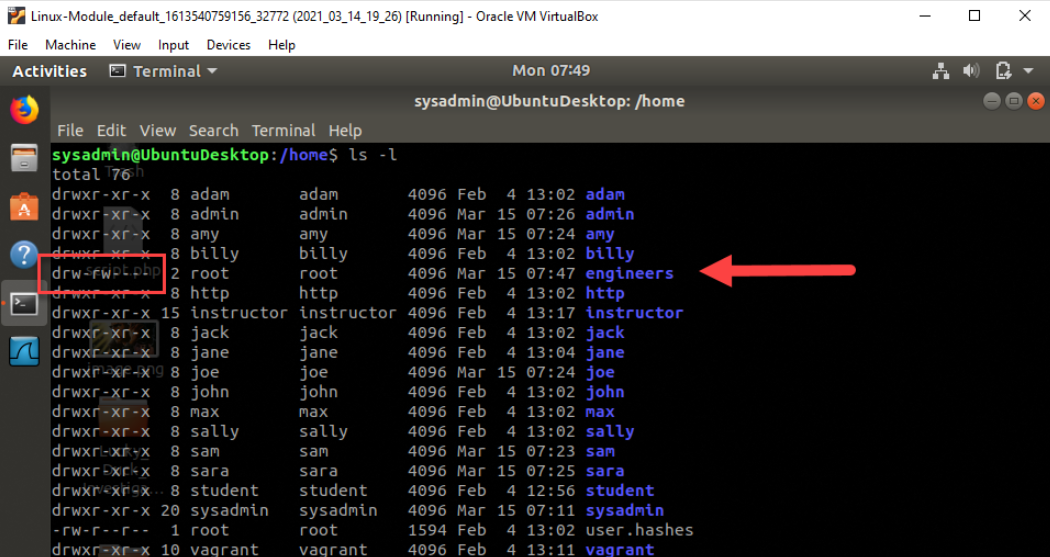 Linux-Module_default_1613540759156_32772 (2021_03_14_19_26) [Running] - Oracle VM VirtualBox
File Machine View Input Devices Help
Activities Terminal Mon 07:49
sysadmin@UbuntuDesktop: /home
File Edit View Search Terminal Help
sysadmin@UbuntuDesktop:/home$ ls -l
total 76
Trash
drwxr-xr-x 8 adam adam 4096 Feb 4 13:02 adam
drwxr-xr-x 8 admin admin 4096 Mar 15 07:26 admin
drwxr-xr-x 8 amy amy 4096 Mar 15 07:24 amy
drwxr-xr-x 8 billy billy 4096 Feb 4 13:02 billy
drw-rw---- 2 root root 4096 Mar 15 07:47 engineers
script.php
drwxr-xr-x 8 http http 4096 Feb 4 13:02 http
drwxr-xr-x 15 instructor instructor 4096 Feb 4 13:17 instructor
drwxr-xr-x 8 jack jack 4096 Feb 4 13:02 jack
drwxr-xr-x 8 jane jane 4096 Feb 4 13:04 jane
drwxr-xr-x 8 joe joe 4096 Mar 15 07:24 joe
image.png
drwxr-xr-x 8 john john 4096 Feb 4 13:02 john
drwxr-xr-x 8 max max 4096 Feb 4 13:02 max
drwxr-xr-x 8 sally sally 4096 Feb 4 13:02 sally
drwxr-xr-x 8 sam sam 4096 Mar 15 07:23 sam
drwxr-xr-x 8 sara sara 4096 Mar 15 07:25 sara
drwxr-xr-x 8 student student 4096 Feb 4 12:56 student
drwxr-xr-x 20 sysadmin sysadmin 4096 Mar 15 07:11 sysadmin
-rw-r--r-- 1 root root 1594 Feb 4 13:02 user.hashes
drwxr-xr-x 10 vagrant vagrant 4096 Feb 4 13:11 vagrant